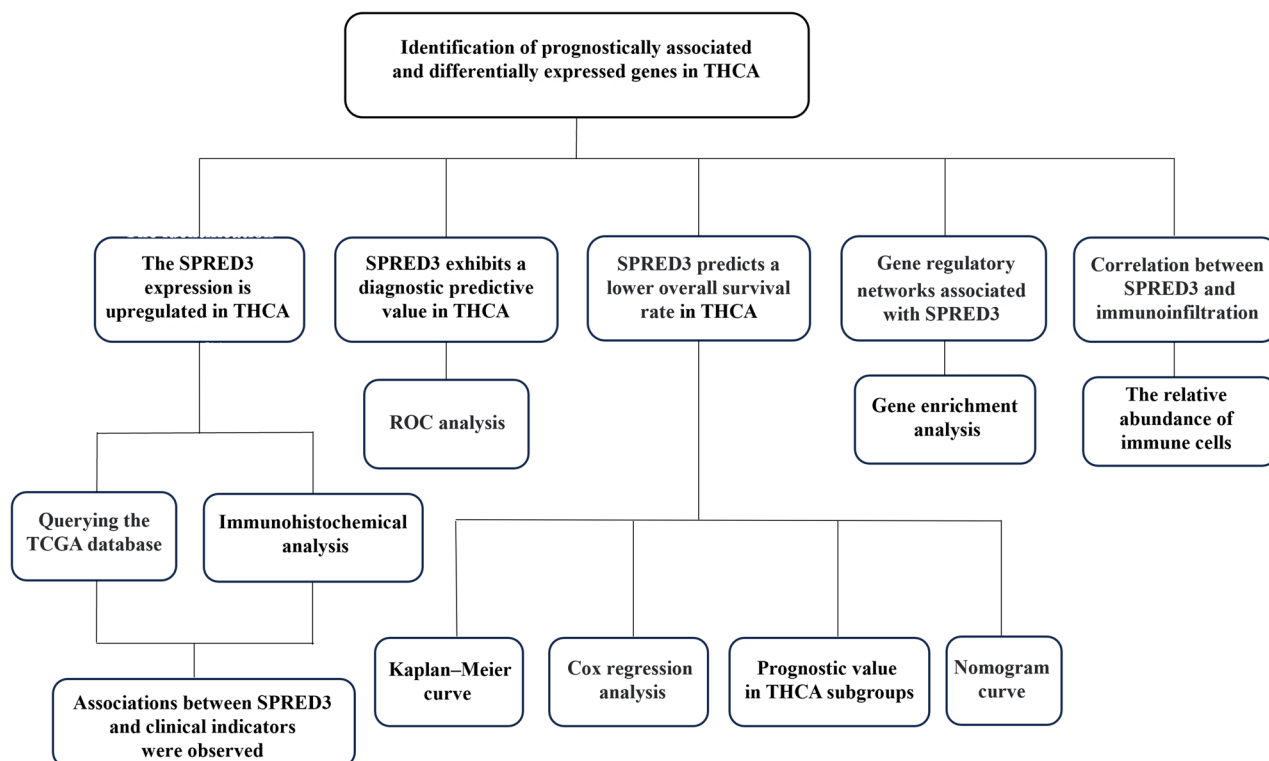 Identification of prognostically associated
and differentially expressed genes in THCA
The SPRED3
expression is
upregulated in THCA
SPRED3 exhibits a
diagnostic predictive
value in THCA
SPRED3 predicts a
lower overall survival
rate in THCA
Gene regulatory
networks associated
with SPRED3
Correlation between
SPRED3 and
immunoinfiltration
ROC analysis
Gene enrichment
analysis
The relative
abundance of
immune cells
Querying the
TCGA database
Immunohistochemical
analysis
Kaplan–Meier
curve
Cox regression
analysis
Prognostic value
in THCA subgroups
Nomogram
curve
Associations between SPRED3
and clinical indicators
were observed